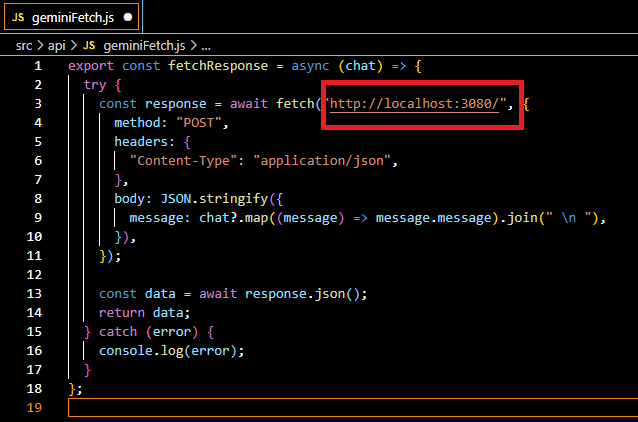 JS geminiFetch.js ●
src > api > JS geminiFetch.js > ...
1 export const fetchResponse = async (chat) => {
2 try {
3 const response = await fetch("http://localhost:3080/", {
4 method: "POST",
5 headers: {
6 "Content-Type": "application/json",
7 },
8 body: JSON.stringify({
9 message: chat?.map((message) => message.message).join(" \n "),
10 }),
11 });
12
13 const data = await response.json();
14 return data;
15 } catch (error) {
16 console.log(error);
17 }
18 };
19